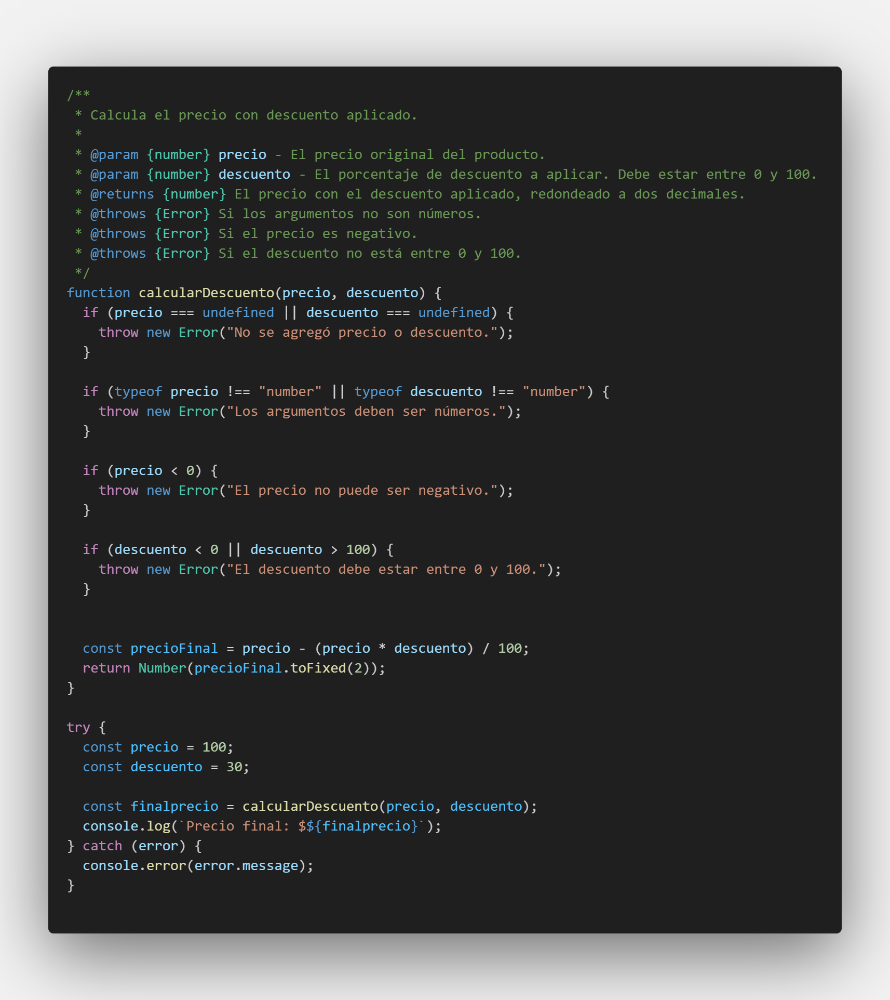 /**
 * Calcula el precio con descuento aplicado.
 *
 * @param {number} precio - El precio original del producto.
 * @param {number} descuento - El porcentaje de descuento a aplicar. Debe estar entre 0 y 100.
 * @returns {number} El precio con el descuento aplicado, redondeado a dos decimales.
 * @throws {Error} Si los argumentos no son números.
 * @throws {Error} Si el precio es negativo.
 * @throws {Error} Si el descuento no está entre 0 y 100.
 */
function calcularDescuento(precio, descuento) {
  if (precio === undefined || descuento === undefined) {
    throw new Error("No se agregó precio o descuento.");
  }

  if (typeof precio !== "number" || typeof descuento !== "number") {
    throw new Error("Los argumentos deben ser números.");
  }

  if (precio < 0) {
    throw new Error("El precio no puede ser negativo.");
  }

  if (descuento < 0 || descuento > 100) {
    throw new Error("El descuento debe estar entre 0 y 100.");
  }


  const precioFinal = precio - (precio * descuento) / 100;
  return Number(precioFinal.toFixed(2));
}

try {
  const precio = 100;
  const descuento = 30;

  const finalprecio = calcularDescuento(precio, descuento);
  console.log(`Precio final: $${finalprecio}`);
} catch (error) {
  console.error(error.message);
}